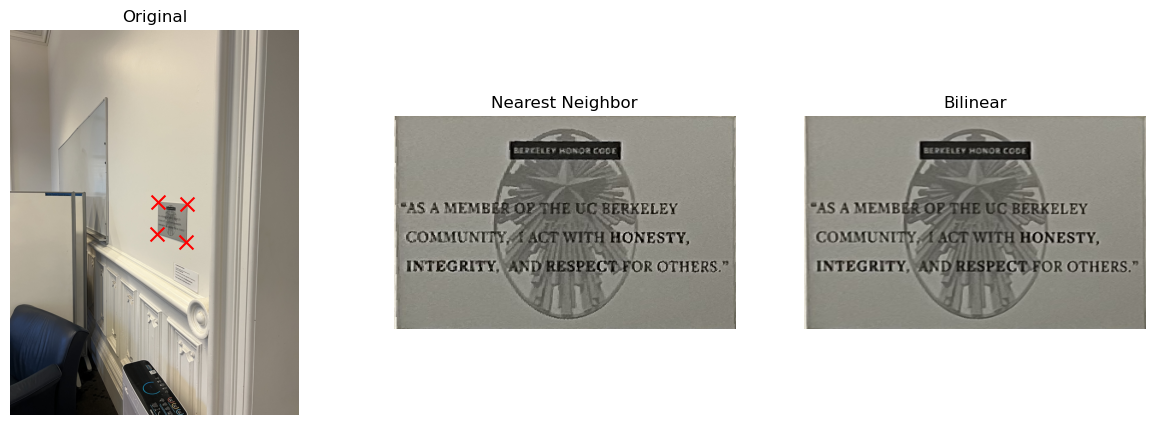 Original
Nearest Neighbor
BERKELEY HONOR CODE
“AS A MEMBER OF THE UC BERKELEY
COMMUNITY, I ACT WITH HONESTY,
INTEGRITY, AND RESPECT FOR OTHERS.”
Bilinear
BERKELEY HONOR CODE
“AS A MEMBER OF THE UC BERKELEY
COMMUNITY, I ACT WITH HONESTY,
INTEGRITY, AND RESPECT FOR OTHERS.”